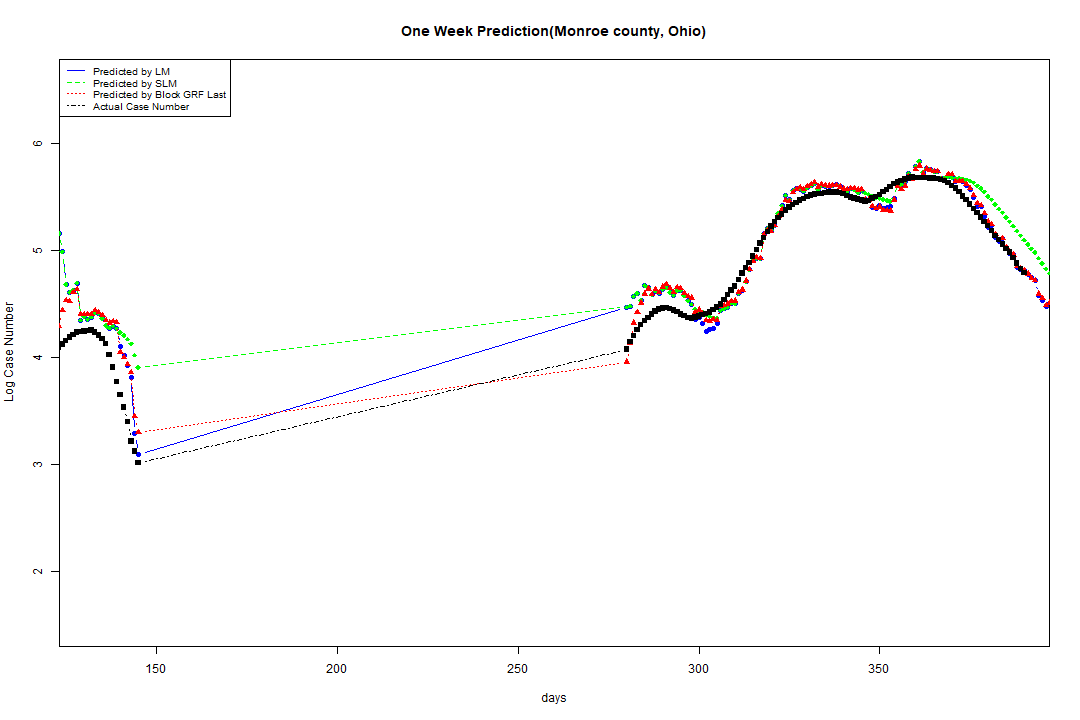 One Week Prediction(Monroe county, Ohio)
Predicted by LM
Predicted by SLM
Predicted by Block GRF Last
Actual Case Number
6
5
4
3
2
Log Case Number
150
200
250
300
350
days